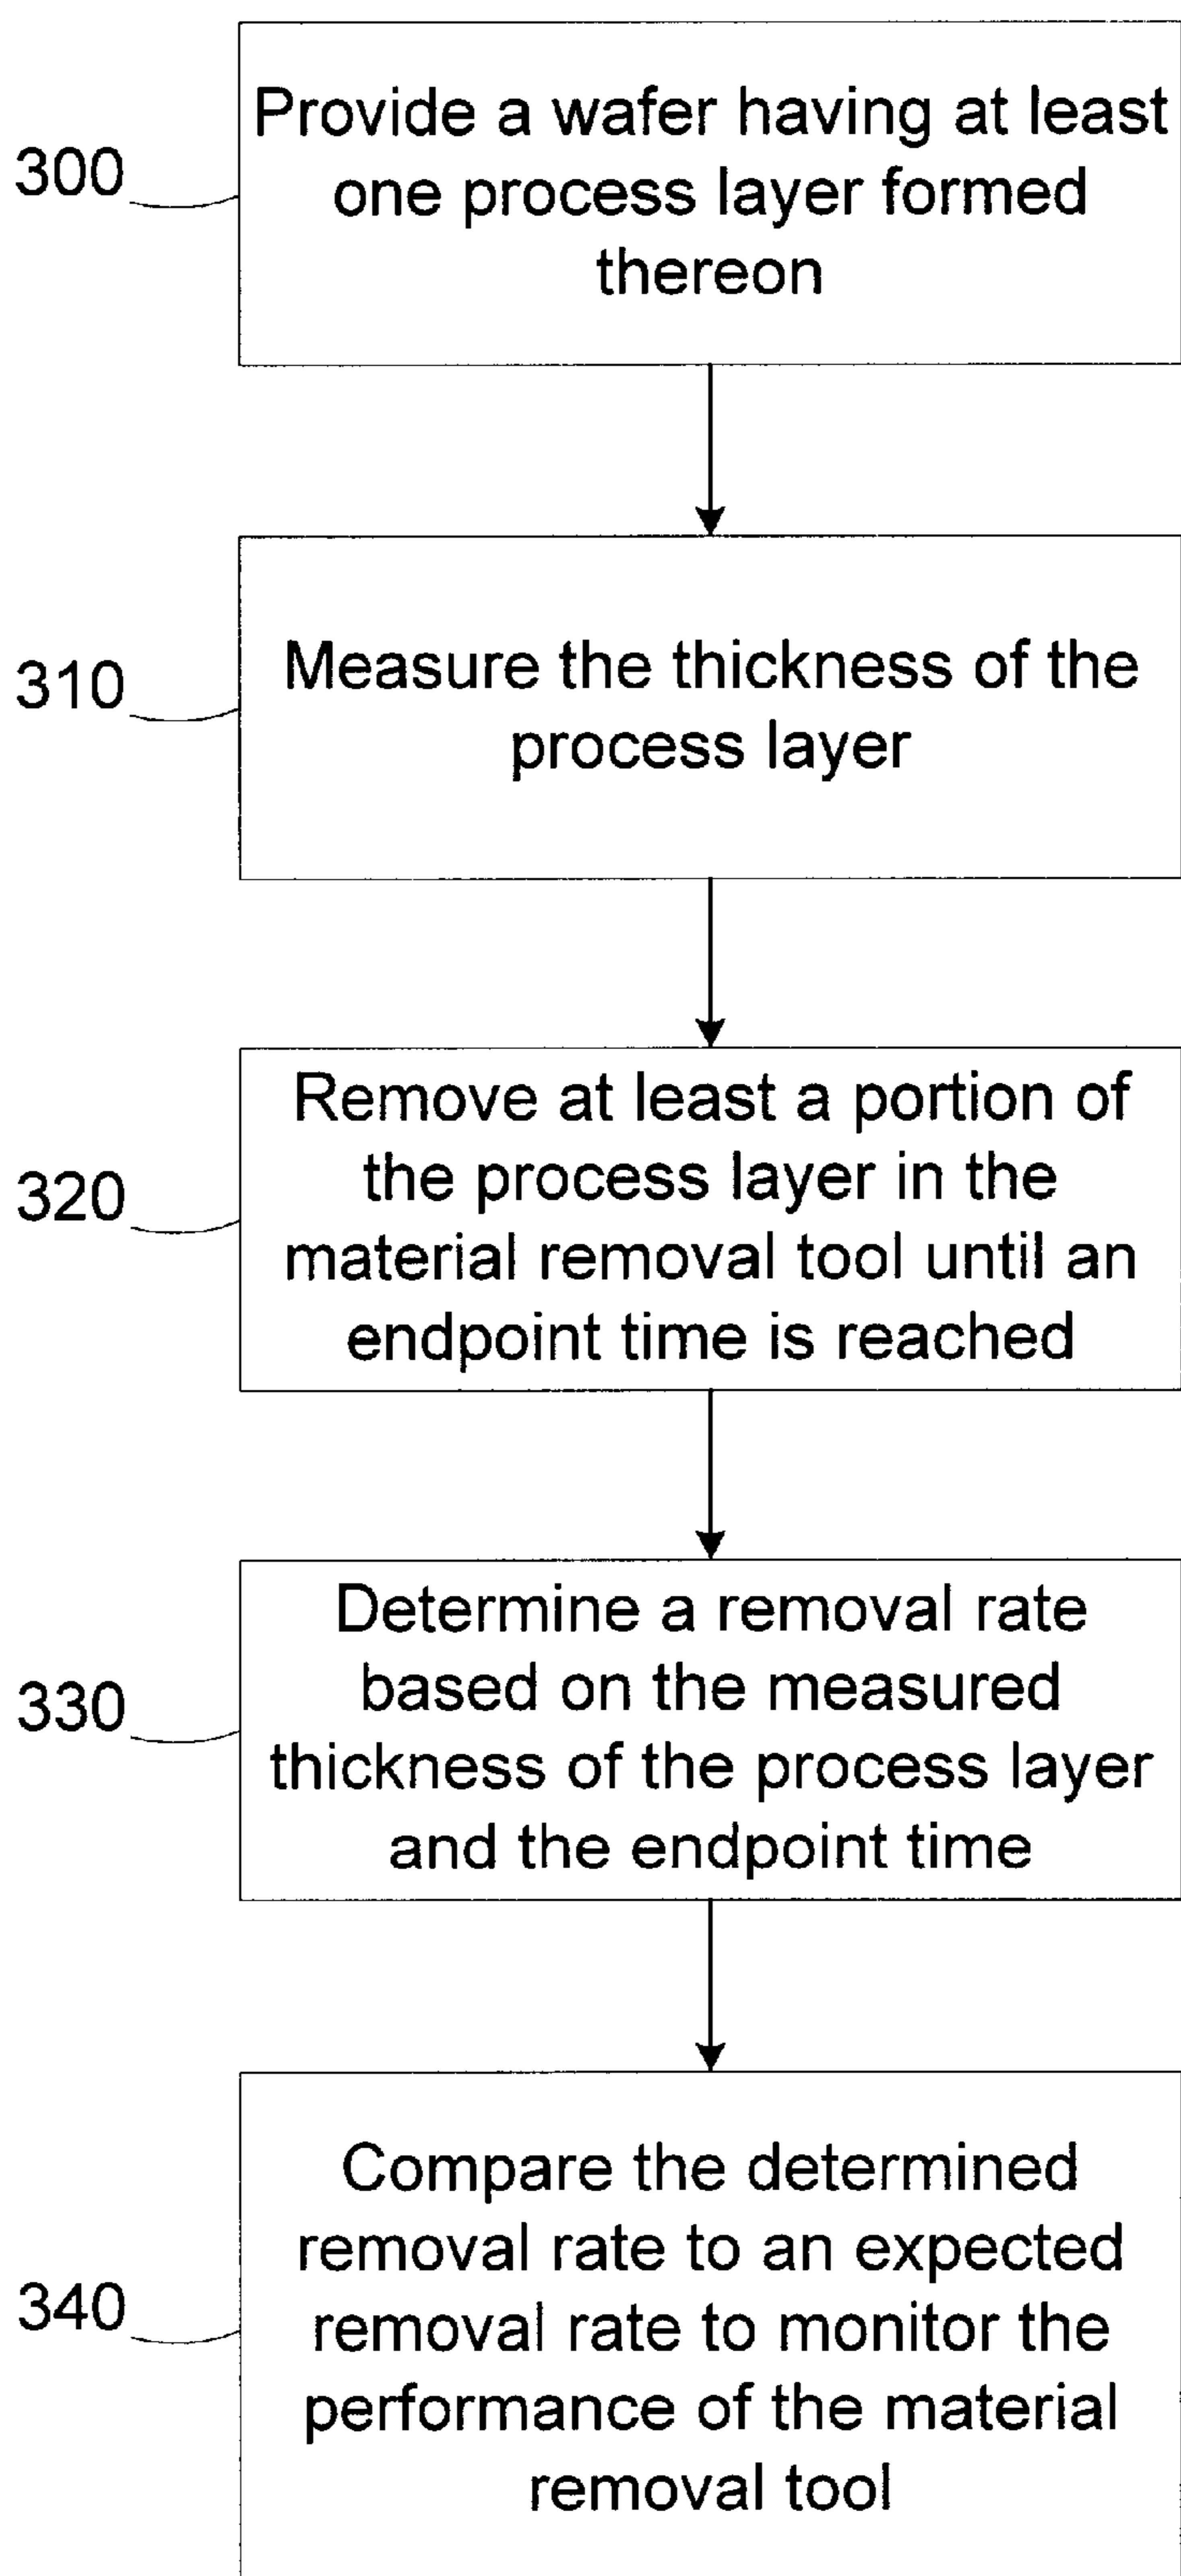 Provide a wafer having at least
300
one process layer formed
thereon
Measure the thickness of the
310
process layer
Remove at least a portion of
the process layer in the
320
material removal tool until an
endpoint time is reached
Determine a removal rate
based on the measured
330
thickness of the process layer
and the endpoint time
Compare the determined
removal rate to an expected
340
removal rate to monitor the
performance of the material
removal tool